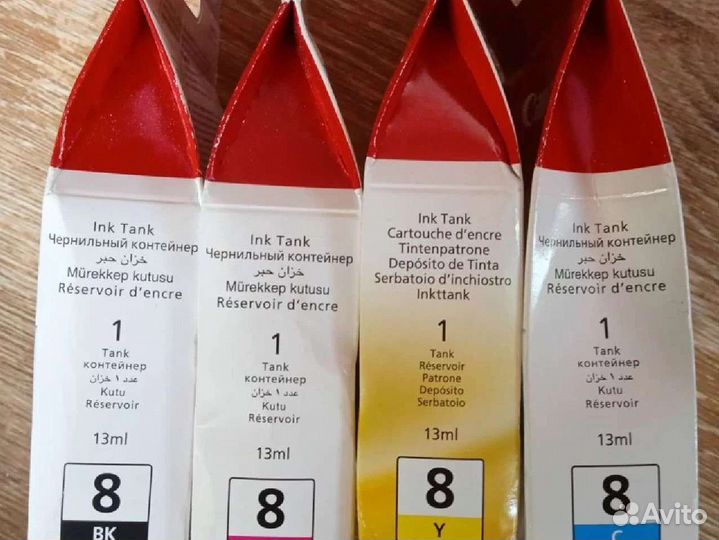 Ink Tank
Чернильный контейнер
خزان حبر
Mürekkep kutusu
Réservoir d'encre
1
Tank
контейнер
عدد ١ خزان
Kutu
Réservoir
13ml
8
BK
Ink Tank
Чернильный контейнер
خزان حبر
Mürekkep kutusu
Réservoir d'encre
1
Tank
контейнер
عدد ١ خزان
Kutu
Réservoir
13ml
8
Ink Tank
Cartouche d'encre
Tintenpatrone
Depósito de Tinta
Serbatoio d'inchiostro
Inkttank
1
Tank
Réservoir
Patrone
Depósito
Serbatoio
13ml
8
Y
Ink Tank
Чернильный контейнер
خزان حبر
Mürekkep kutusu
Réservoir d'encre
1
Tank
контейнер
عدد ١ خزان
Kutu
Réservoir
13ml
8
C
Avito